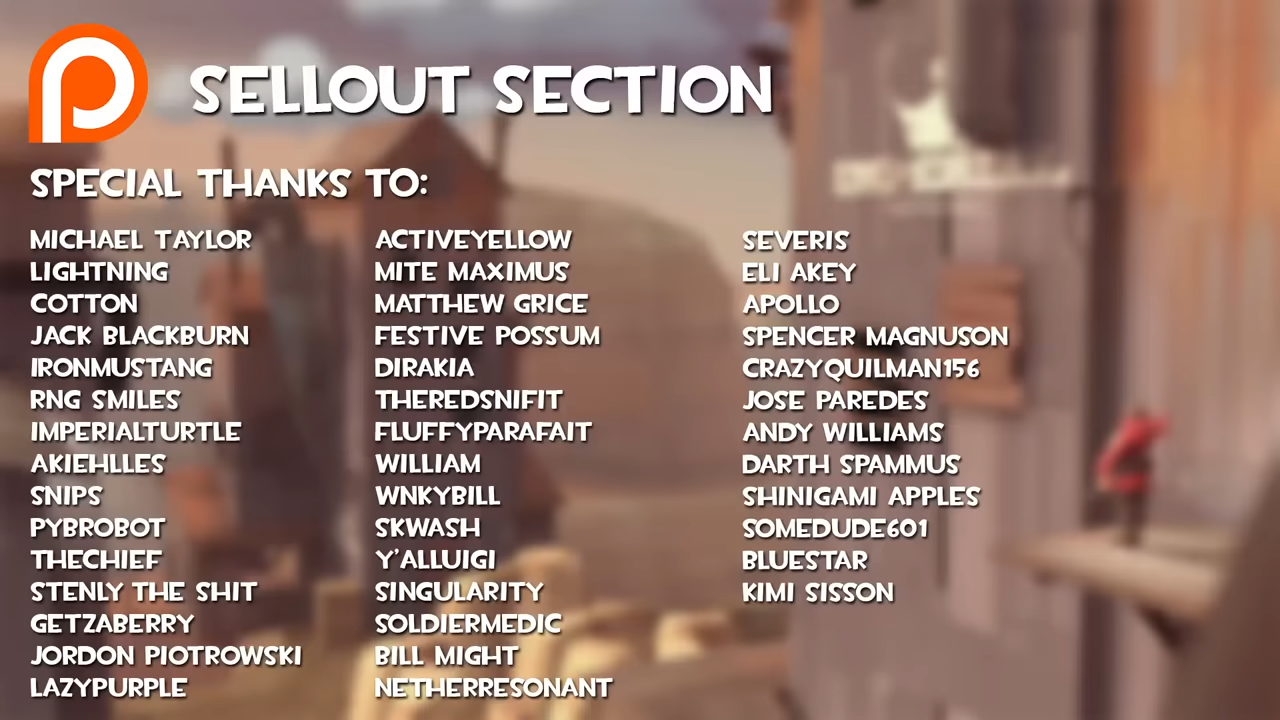 SELLOUT SECTION
SPECIAL THANKS TO:
MICHAEL TAYLOR
LIGHTNING
COTTON
JACK BLACKBURN
IRONMUSTANG
RNG SMILES
IMPERIALTURTLE
AKIEHLLES
SNIPS
PYBROBOT
THECHIEF
STENLY THE SHIT
GETZABERRY
JORDON PIOTROWSKI
LAZYPURPLE
ACTIVEYELLOW
MITE MAXIMUS
MATTHEW GRICE
FESTIVE POSSUM
DIRAKIA
THEREDSNIFIT
FLUFFYPARAFAIT
WILLIAM
WNKYBILL
SKWASH
Y'ALLUIGI
SINGULARITY
SOLDIERMEDIC
BILL MIGHT
NETHERRESONANT
SEVERIS
ELI AKEY
APOLLO
SPENCER MAGNUSON
CRAZYQUILMAN156
JOSE PAREDES
ANDY WILLIAMS
DARTH SPAMMUS
SHINIGAMI APPLES
SOMEDUDE601
BLUESTAR
KIMI SISSON